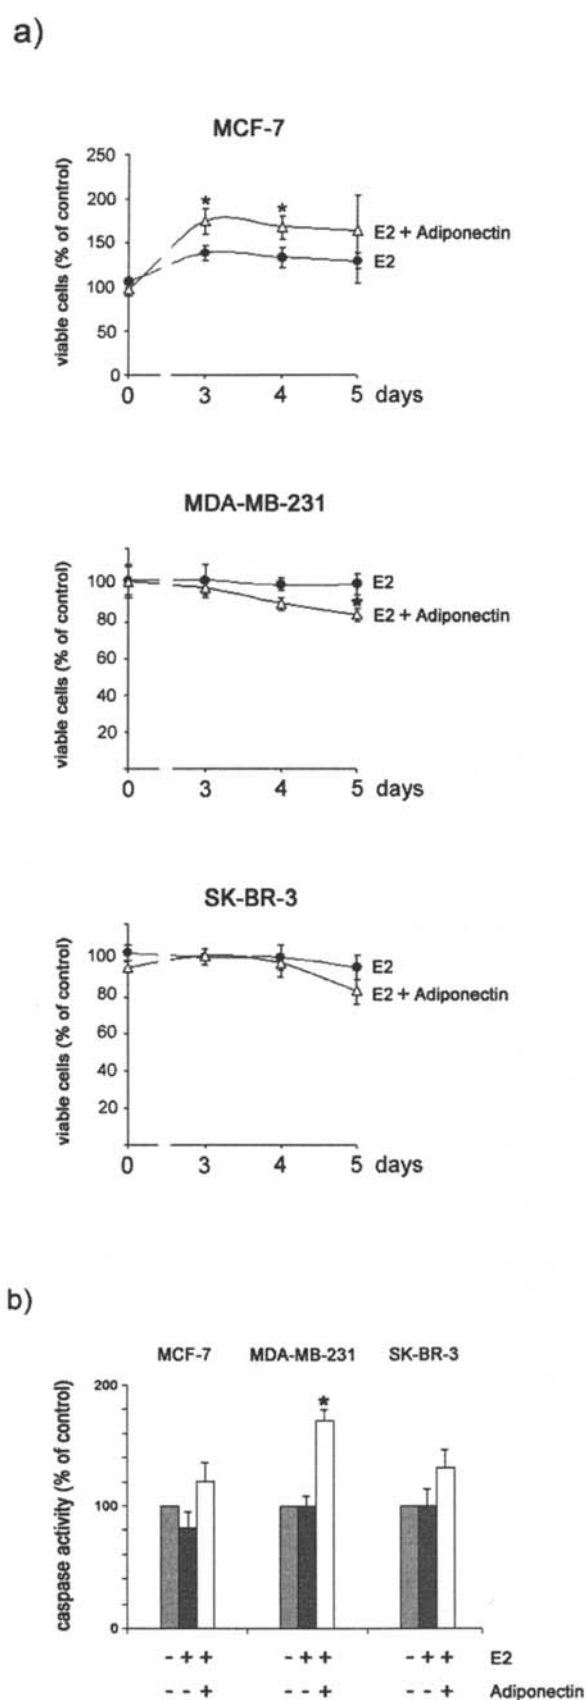 a)
MCF-7
viable cells (% of control)
250
200
150
100
50
0
*
*
E2 + Adiponectin
E2
0 3 4 5 days
MDA-MB-231
viable cells (% of control)
100
80
60
40
20
E2
*
E2 + Adiponectin
0 3 4 5 days
SK-BR-3
viable cells (% of control)
100
80
60
40
20
E2
E2 + Adiponectin
0 3 4 5 days
b)
MCF-7 MDA-MB-231 SK-BR-3
caspase activity (% of control)
200
100
0
*
- + + - + + - + + E2
- - + - - + - - + Adiponectin